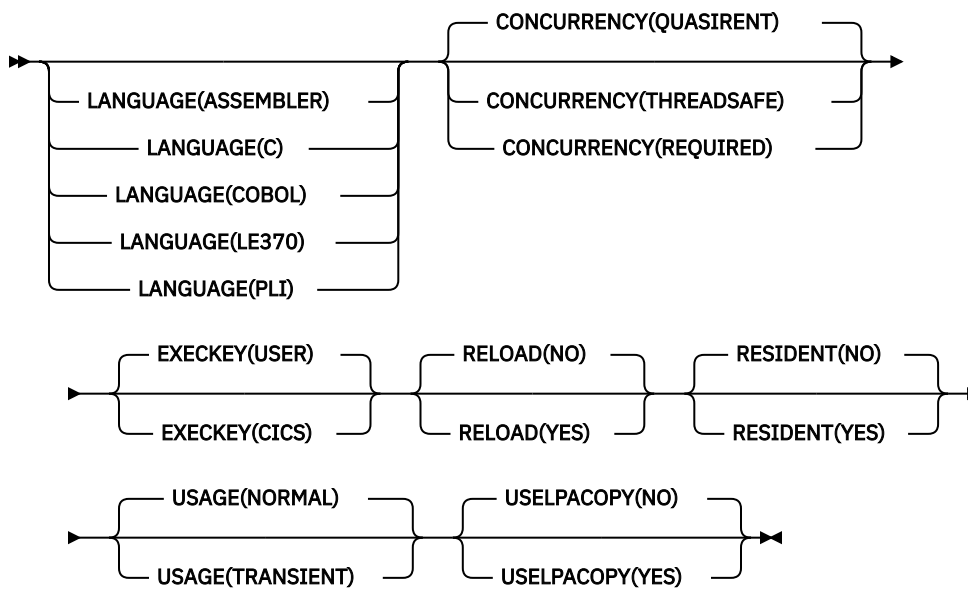 CONCURRENCY(QUASIRENT)
LANGUAGE(ASSEMBLER) CONCURRENCY(THREADSAFE)
LANGUAGE(C) CONCURRENCY(REQUIRED)
LANGUAGE(COBOL)
LANGUAGE(LE370)
LANGUAGE(PLI)
EXECKEY(USER) RELOAD(NO) RESIDENT(NO)
EXECKEY(CICS) RELOAD(YES) RESIDENT(YES)
USAGE(NORMAL) USELPACOPY(NO)
USAGE(TRANSIENT) USELPACOPY(YES)